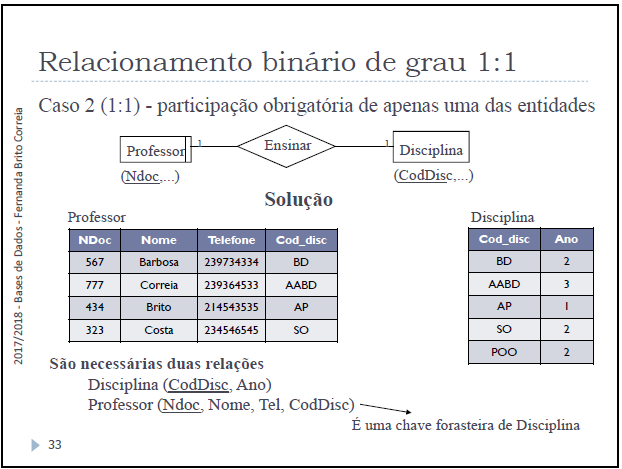 Relacionamento binário de grau 1:1
Caso 2 (1:1) - participação obrigatória de apenas uma das entidades
Professor 1 Ensinar 1 Disciplina
(Ndoc,...) (CodDisc,...)
Solução
Professor
NDoc Nome Telefone Cod_disc
567 Barbosa 239734334 BD
777 Correia 239364533 AABD
434 Brito 214543535 AP
323 Costa 234546545 SO
Disciplina
Cod_disc Ano
BD 2
AABD 3
AP 1
SO 2
POO 2
São necessárias duas relações
Disciplina (CodDisc, Ano)
Professor (Ndoc, Nome, Tel, CodDisc)
É uma chave forasteira de Disciplina
33
2017/2018 - Bases de Dados - Fernanda Brito Correia